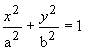 x²/a² + y²/b² = 1